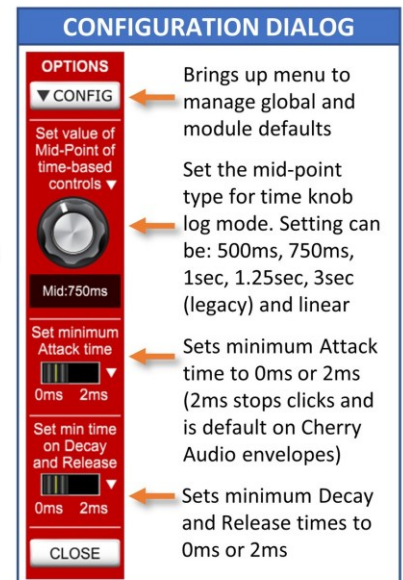 CONFIGURATION DIALOG
OPTIONS
▼CONFIG
Brings up menu to
manage global and
module defaults
Set value of
Mid-Point of
time-based
controls ▼
Mid:750ms
Set the mid-point
type for time knob
log mode. Setting can
be: 500ms, 750ms,
1sec, 1.25sec, 3sec
(legacy) and linear
Set minimum
Attack time
0ms 2ms
Sets minimum Attack
time to 0ms or 2ms
(2ms stops clicks and
is default on Cherry
Audio envelopes)
Set min time
on Decay
and Release
0ms 2ms
Sets minimum Decay
and Release times to
0ms or 2ms
CLOSE